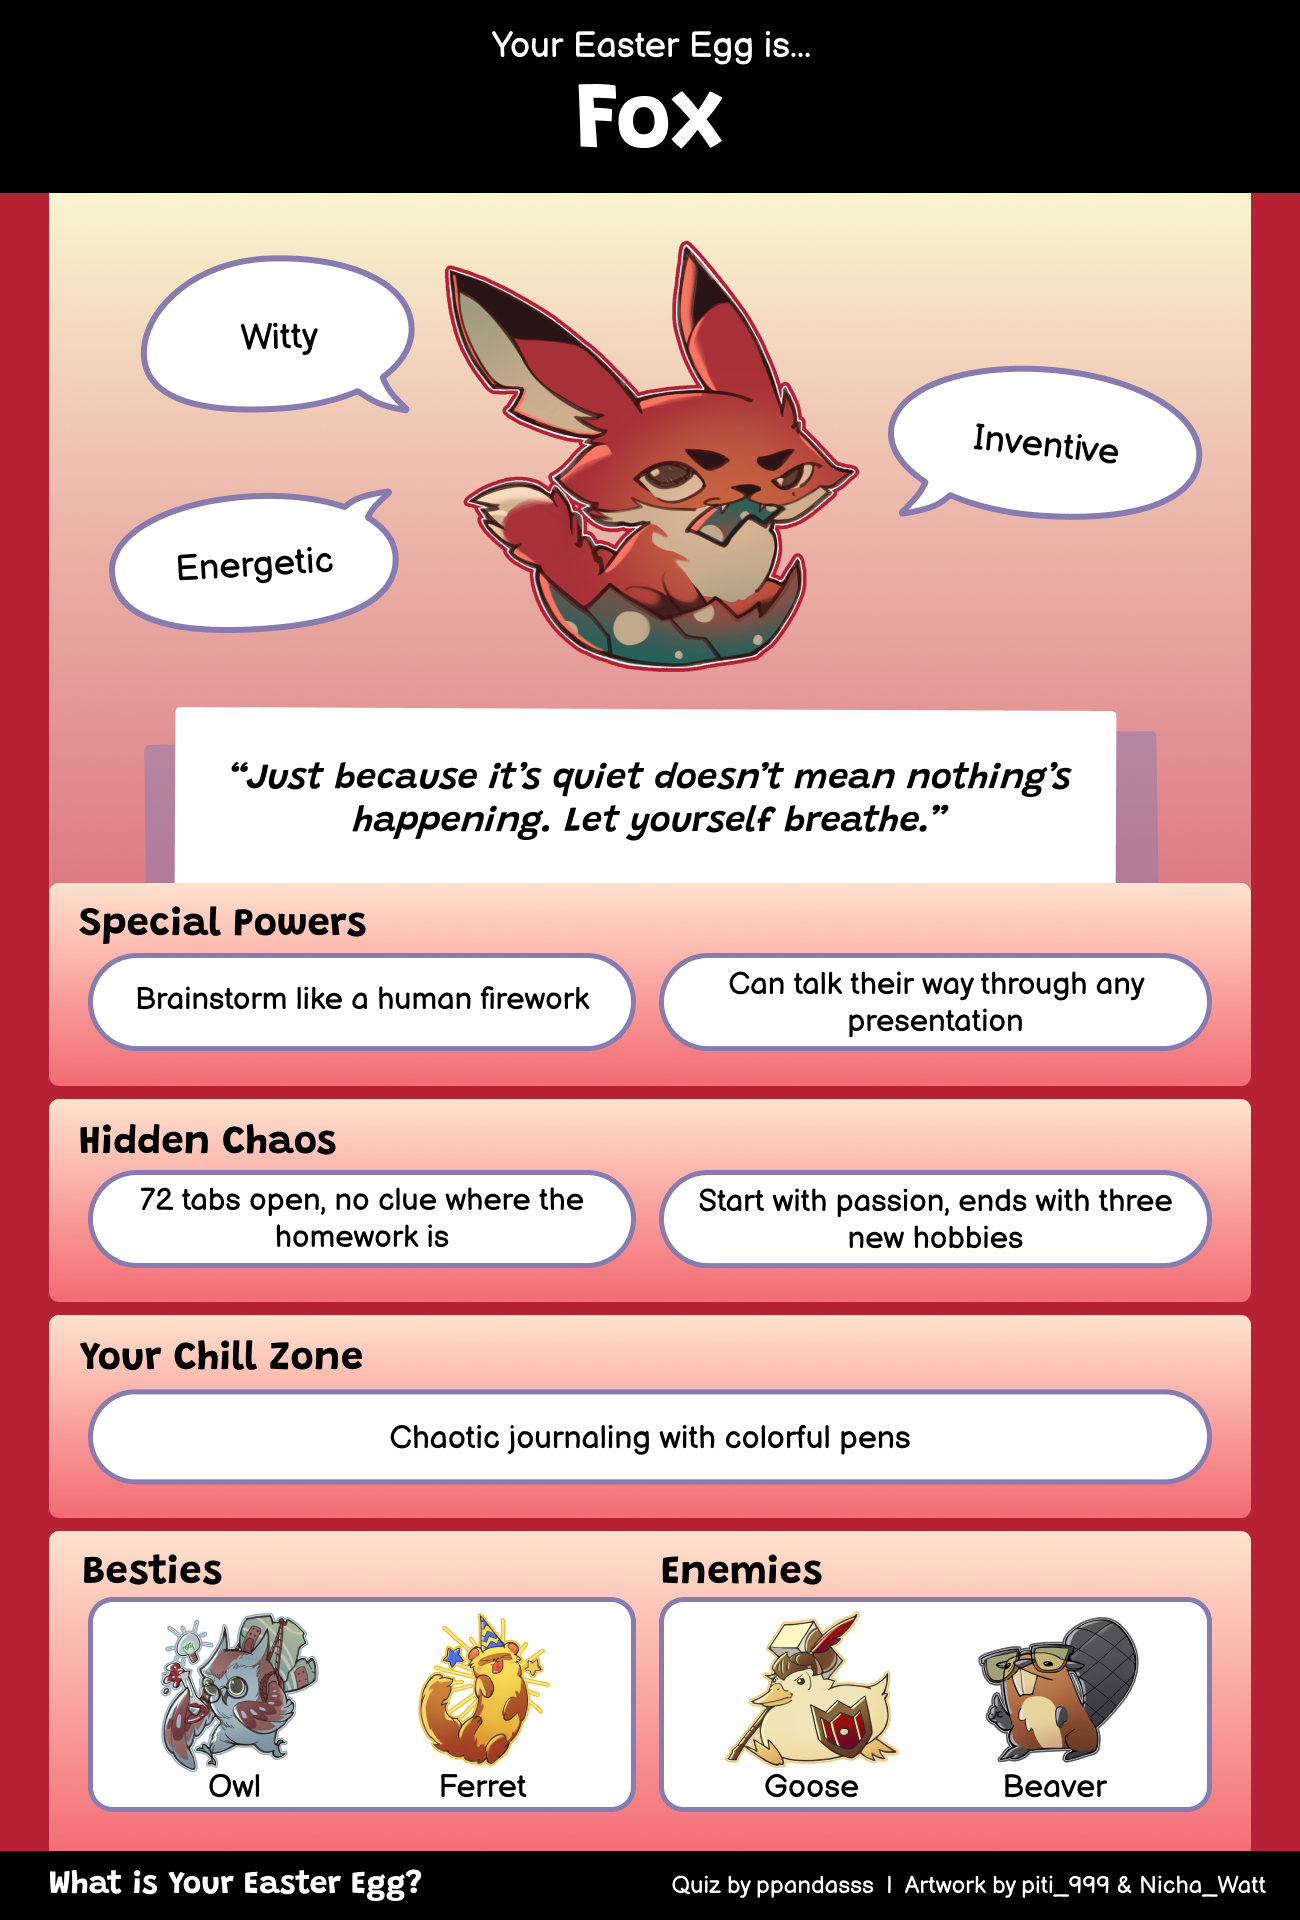 Your Easter Egg is...
Fox
Witty
Inventive
Energetic
“Just because it’s quiet doesn’t mean nothing’s
happening. Let yourself breathe.”
Special Powers
Brainstorm like a human firework
Can talk their way through any
presentation
Hidden Chaos
72 tabs open, no clue where the
homework is
Start with passion, ends with three
new hobbies
Your Chill Zone
Chaotic journaling with colorful pens
Besties
Enemies
Owl
Ferret
Goose
Beaver
What is Your Easter Egg?
Quiz by ppandasss | Artwork by piti_999 & Nicha_Watt